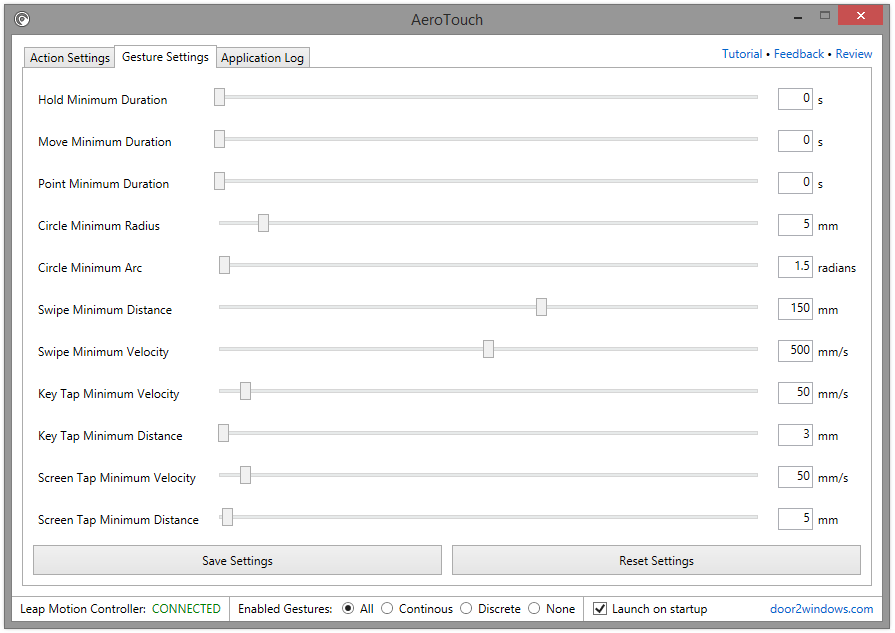 AeroTouch
Action Settings Gesture Settings Application Log Tutorial • Feedback • Review
Hold Minimum Duration 0 s
Move Minimum Duration 0 s
Point Minimum Duration 0 s
Circle Minimum Radius 5 mm
Circle Minimum Arc 1.5 radians
Swipe Minimum Distance 150 mm
Swipe Minimum Velocity 500 mm/s
Key Tap Minimum Velocity 50 mm/s
Key Tap Minimum Distance 3 mm
Screen Tap Minimum Velocity 50 mm/s
Screen Tap Minimum Distance 5 mm
Save Settings Reset Settings
Leap Motion Controller: CONNECTED Enabled Gestures: All Continous Discrete None Launch on startup door2windows.com